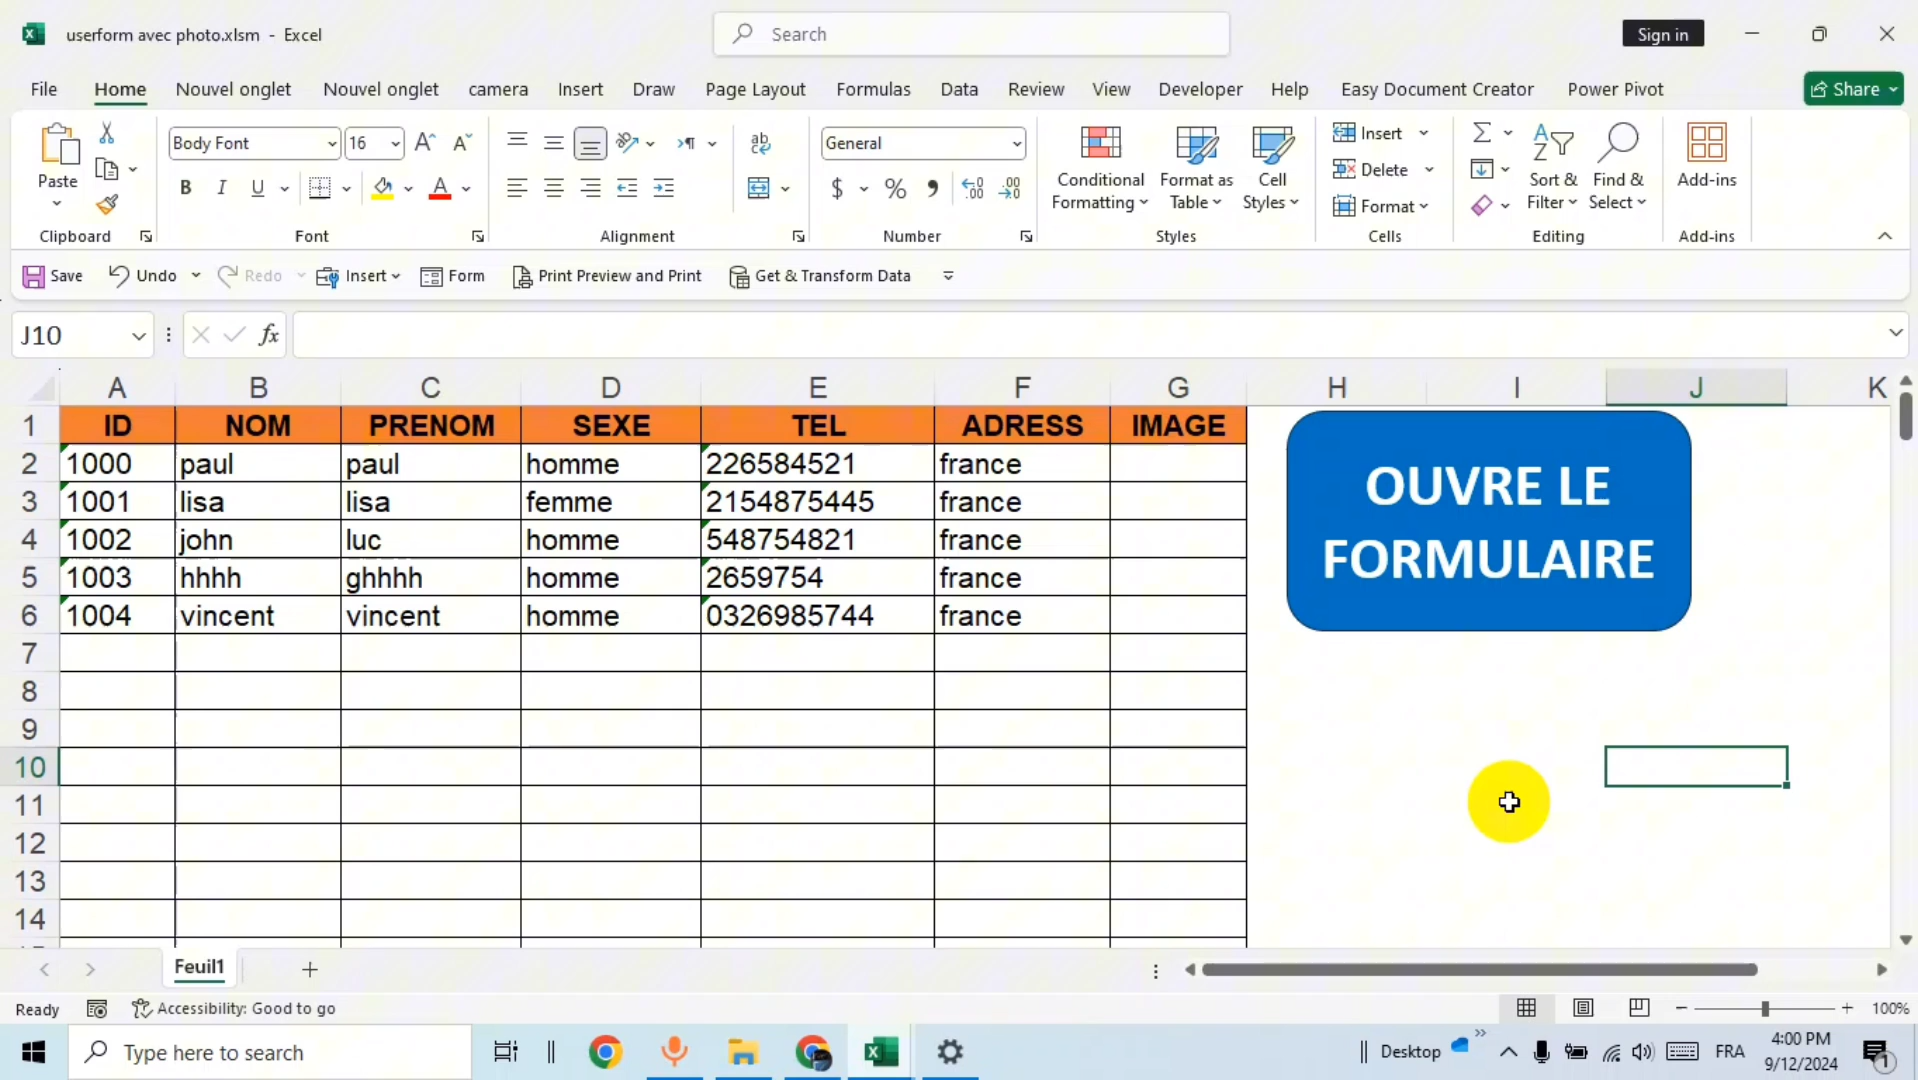 userform avec photo.xlsm - Excel
Search
Sign in
File Home Nouvel onglet Nouvel onglet camera Insert Draw Page Layout Formulas Data Review View Developer Help Easy Document Creator Power Pivot Share
Paste
Clipboard
Body Font 16
B I U A
Font
Alignment
General
$ % 9
Number
Conditional Formatting
Format as Table
Cell Styles
Styles
Insert
Delete
Format
Cells
Sort & Filter
Find & Select
Editing
Add-ins
Add-ins
Save Undo Redo Insert Form Print Preview and Print Get & Transform Data
J10 fx
A B C D E F G H I J K
1 ID NOM PRENOM SEXE TEL ADRESS IMAGE
2 1000 paul paul homme 226584521 france
3 1001 lisa lisa femme 2154875445 france
4 1002 john luc homme 548754821 france
5 1003 hhhh ghhhh homme 2659754 france
6 1004 vincent vincent homme 0326985744 france
7
8
9
10
11
12
13
14
OUVRE LE
FORMULAIRE
Feuil1
Ready Accessibility: Good to go 100%
Type here to search
Desktop FRA
4:00 PM
9/12/2024
1